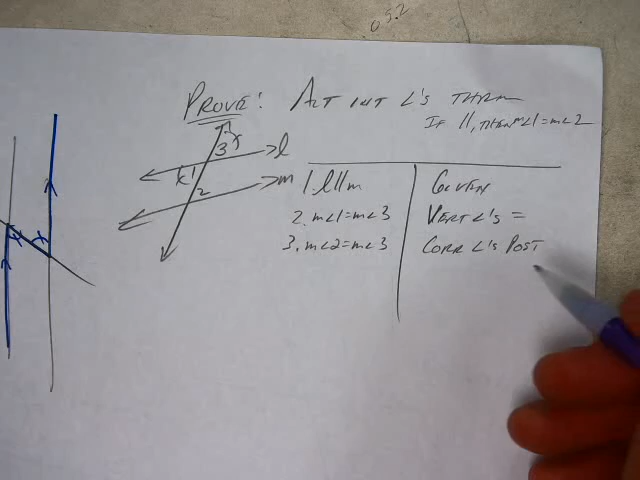 052
PROVE: ALT INT ∠'S THRM
IF ||, THEN m∠1=m∠2
3 x
l
x 1
m
2
1. l||m GIVEN
2. m∠1=m∠3 VERT ∠'S =
3. m∠2=m∠3 CORR ∠'S POST
x x